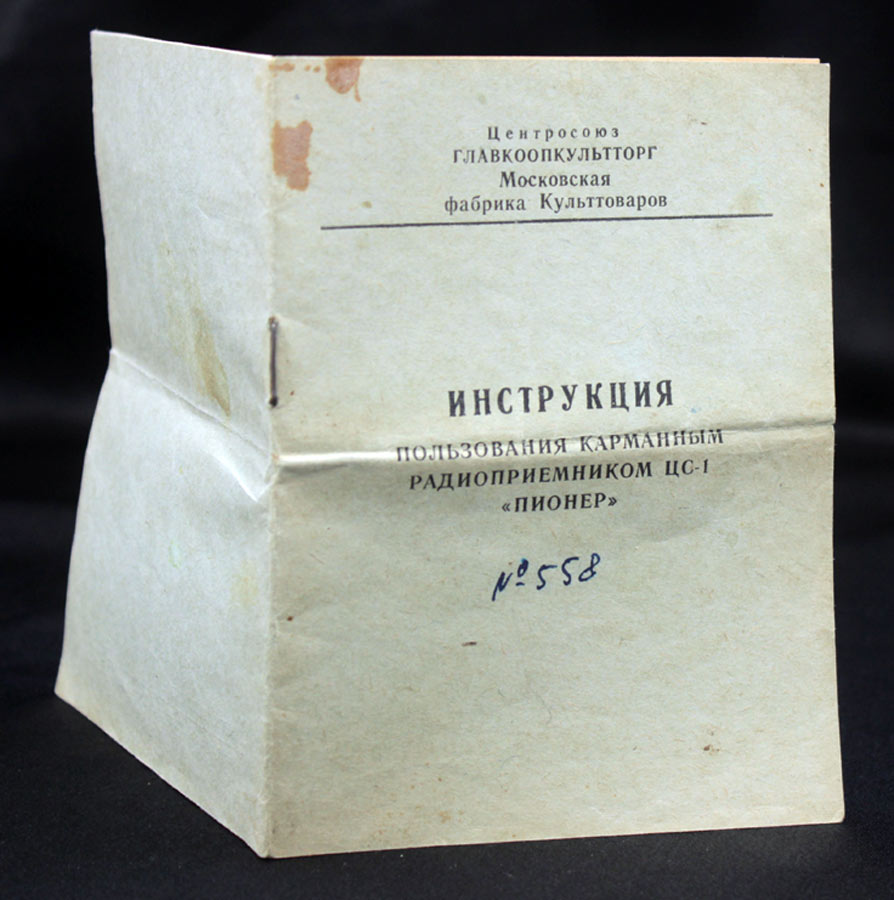 Центросоюз
ГЛАВКООПКУЛЬТТОРГ
Московская
фабрика Культтоваров
ИНСТРУКЦИЯ
ПОЛЬЗОВАНИЯ КАРМАННЫМ
РАДИОПРИЕМНИКОМ ЦС-1
«ПИОНЕР»
№558